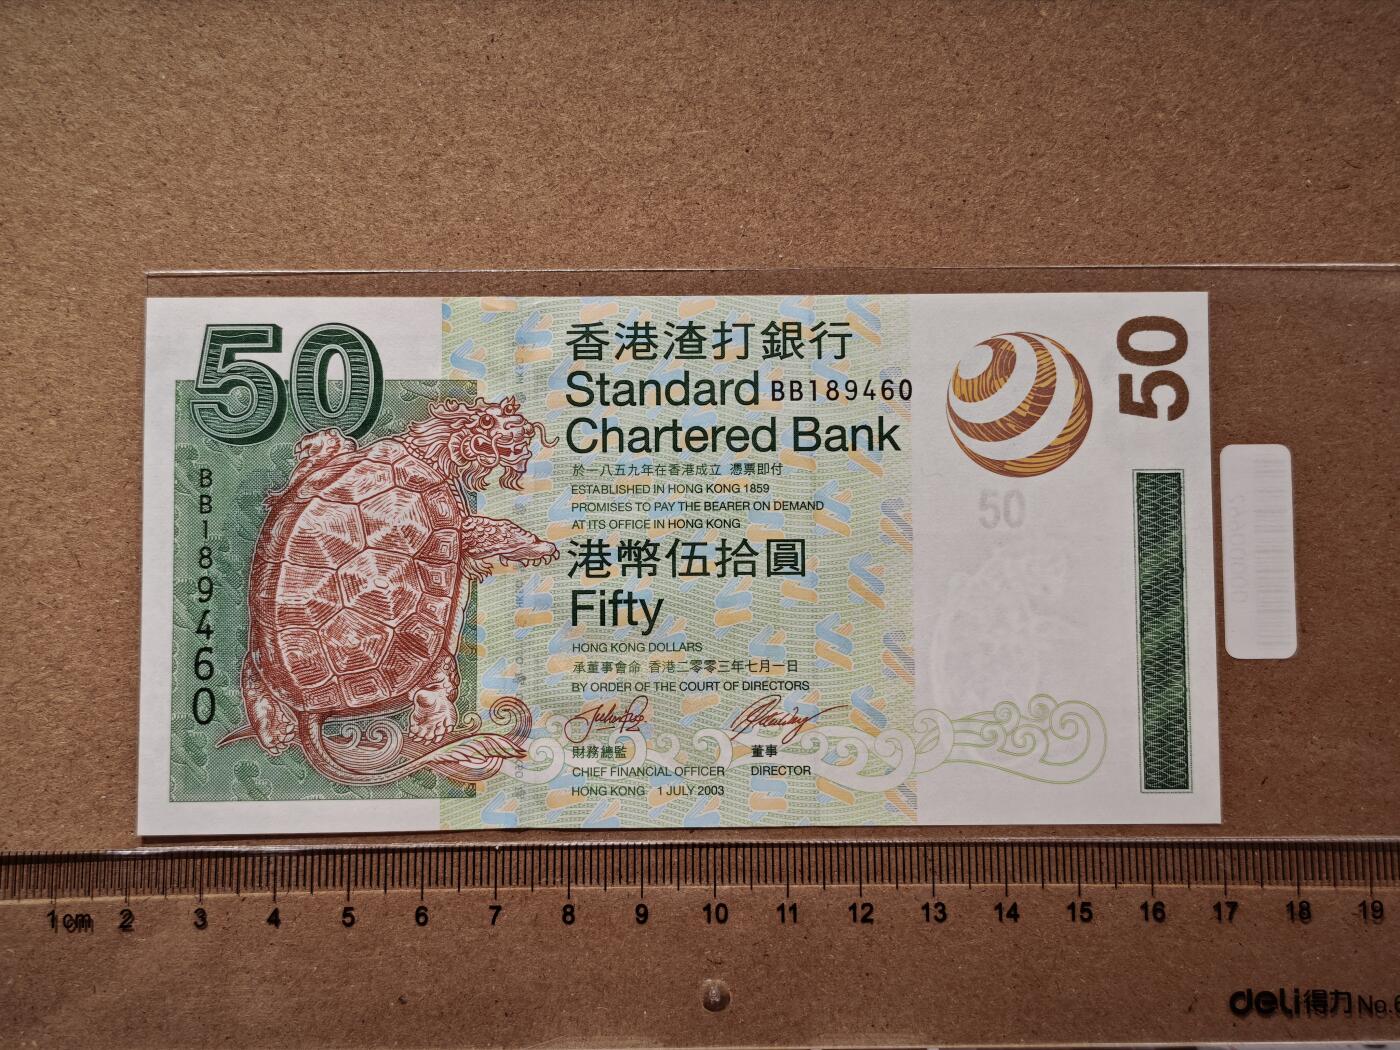 50
BB189460
香港渣打銀行
Standard BB189460
Chartered Bank
於一八五九年在香港成立 憑票即付
ESTABLISHED IN HONG KONG 1859
PROMISES TO PAY THE BEARER ON DEMAND
AT ITS OFFICE IN HONG KONG
港幣伍拾圓
Fifty
HONG KONG DOLLARS
承董事會命 香港二零零三年七月一日
BY ORDER OF THE COURT OF DIRECTORS
財務總監 董事
CHIEF FINANCIAL OFFICER DIRECTOR
HONG KONG 1 JULY 2003
50
50
1cm 2 3 4 5 6 7 8 9 10 11 12 13 14 15 16 17 18 19
deli得力 No.6